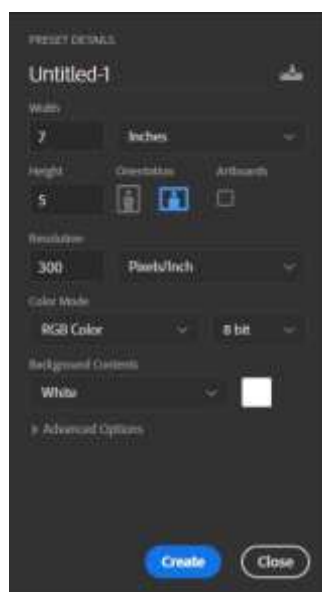 PRESET DETAILS
Untitled-1
Width
7 Inches
Height Orientation Artboards
5
Resolution
300 Pixels/Inch
Color Mode
RGB Color 8 bit
Background Contents
White
Advanced Options
Create Close